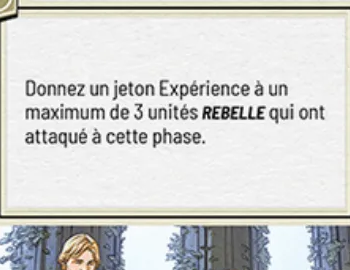 Donnez un jeton Expérience à un
maximum de 3 unités REBELLE qui ont
attaqué à cette phase.